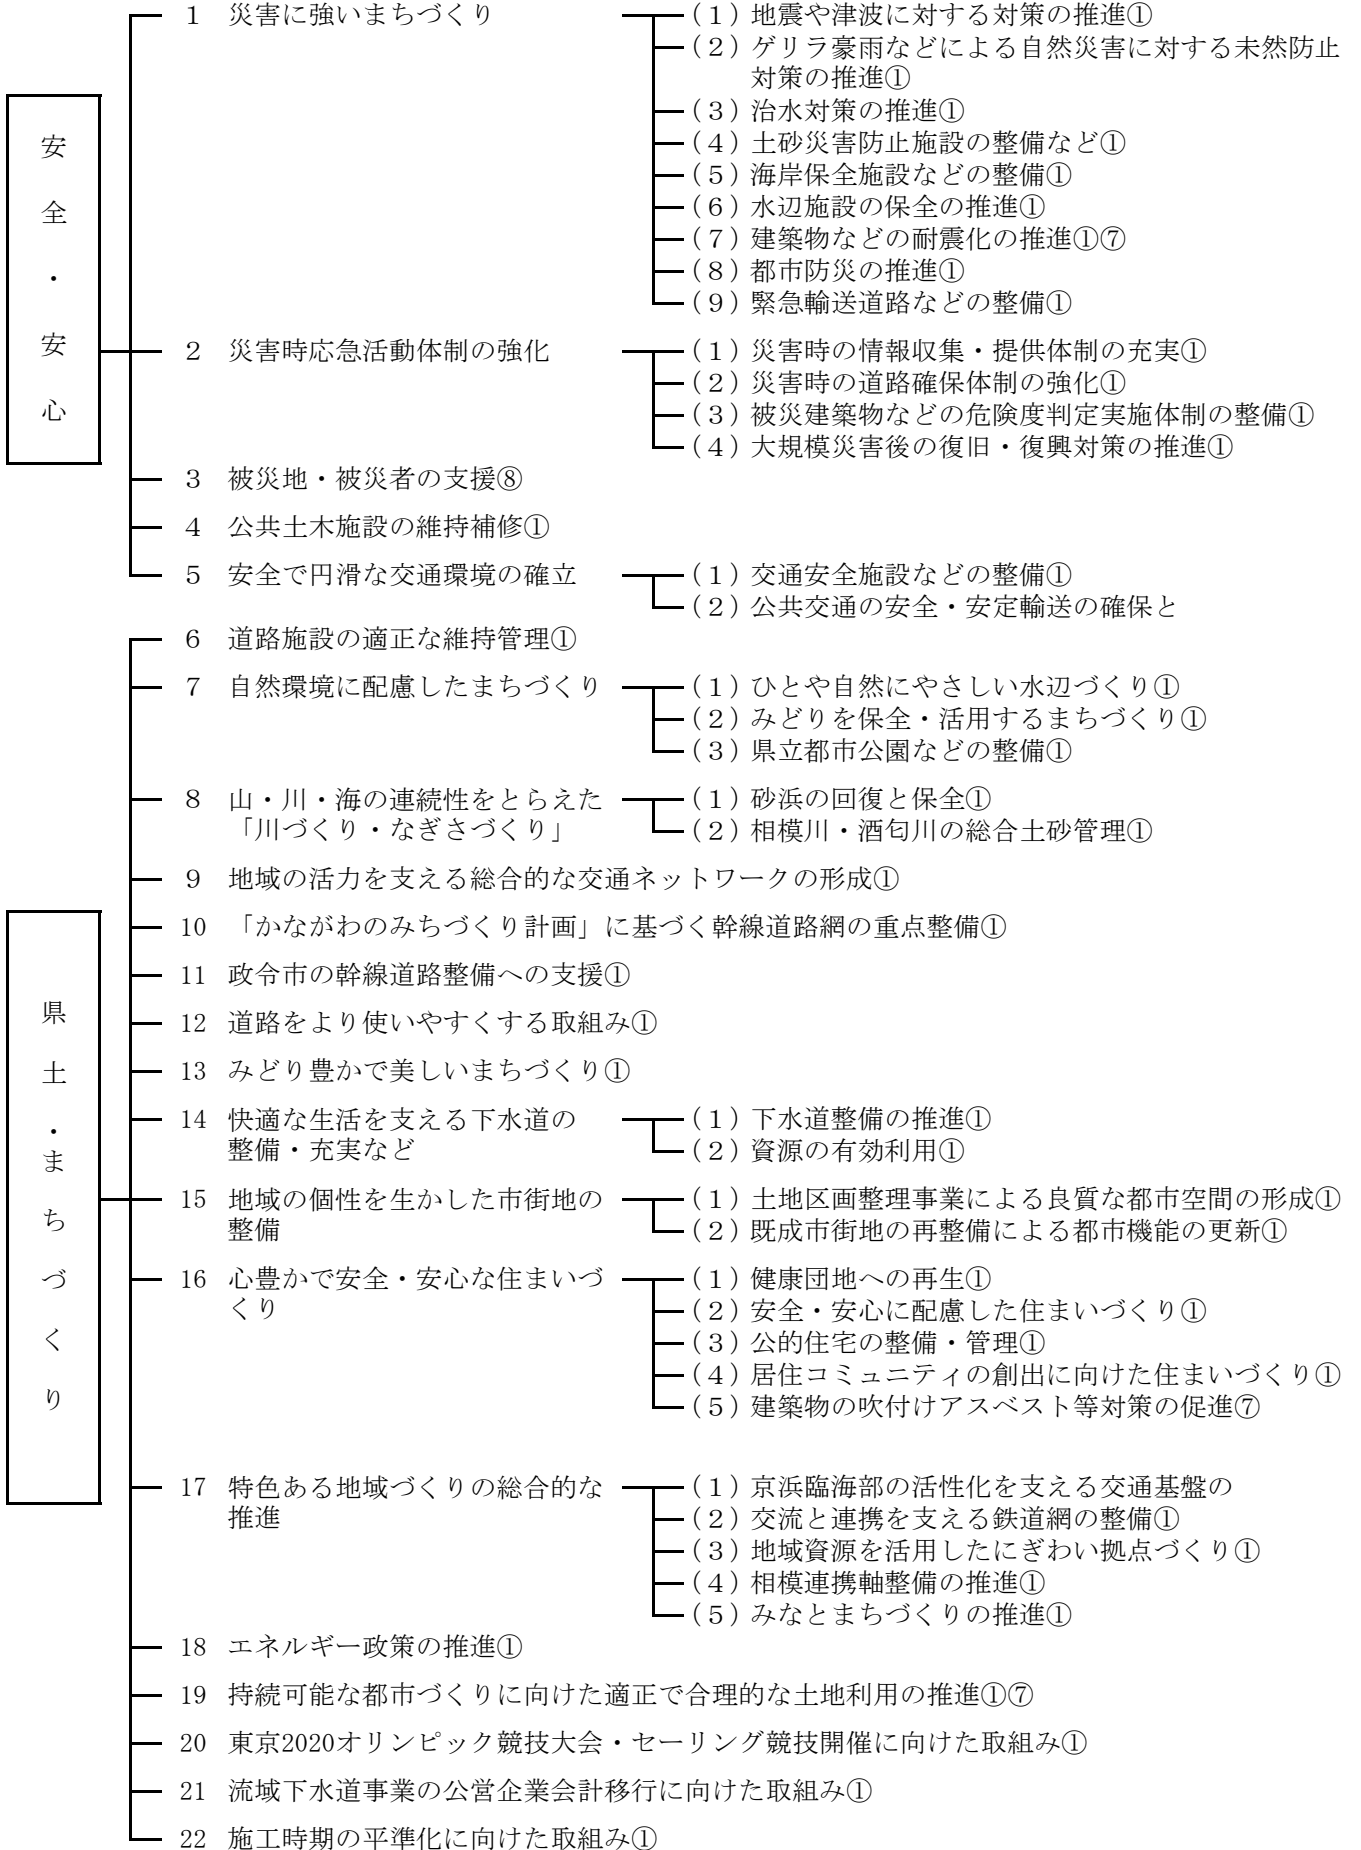 安全・安心
1 災害に強いまちづくり
(1)地震や津波に対する対策の推進①
(2)ゲリラ豪雨などによる自然災害に対する未然防止
対策の推進①
(3)治水対策の推進①
(4)土砂災害防止施設の整備など①
(5)海岸保全施設などの整備①
(6)水辺施設の保全の推進①
(7)建築物などの耐震化の推進①⑦
(8)都市防災の推進①
(9)緊急輸送道路などの整備①
2 災害時応急活動体制の強化
(1)災害時の情報収集・提供体制の充実①
(2)災害時の道路確保体制の強化①
(3)被災建築物などの危険度判定実施体制の整備①
(4)大規模災害後の復旧・復興対策の推進①
3 被災地・被災者の支援⑧
4 公共土木施設の維持補修①
5 安全で円滑な交通環境の確立
(1)交通安全施設などの整備①
(2)公共交通の安全・安定輸送の確保と
県土・まちづくり
6 道路施設の適正な維持管理①
7 自然環境に配慮したまちづくり
(1)ひとや自然にやさしい水辺づくり①
(2)みどりを保全・活用するまちづくり①
(3)県立都市公園などの整備①
8 山・川・海の連続性をとらえた
「川づくり・なぎさづくり」
(1)砂浜の回復と保全①
(2)相模川・酒匂川の総合土砂管理①
9 地域の活力を支える総合的な交通ネットワークの形成①
10 「かながわのみちづくり計画」に基づく幹線道路網の重点整備①
11 政令市の幹線道路整備への支援①
12 道路をより使いやすくする取組み①
13 みどり豊かで美しいまちづくり①
14 快適な生活を支える下水道の
整備・充実など
(1)下水道整備の推進①
(2)資源の有効利用①
15 地域の個性を生かした市街地の
整備
(1)土地区画整理事業による良質な都市空間の形成①
(2)既成市街地の再整備による都市機能の更新①
16 心豊かで安全・安心な住まいづ
くり
(1)健康団地への再生①
(2)安全・安心に配慮した住まいづくり①
(3)公的住宅の整備・管理①
(4)居住コミュニティの創出に向けた住まいづくり①
(5)建築物の吹付けアスベスト等対策の促進⑦
17 特色ある地域づくりの総合的な
推進
(1)京浜臨海部の活性化を支える交通基盤の
(2)交流と連携を支える鉄道網の整備①
(3)地域資源を活用したにぎわい拠点づくり①
(4)相模連携軸整備の推進①
(5)みなとまちづくりの推進①
18 エネルギー政策の推進①
19 持続可能な都市づくりに向けた適正で合理的な土地利用の推進①⑦
20 東京2020オリンピック競技大会・セーリング競技開催に向けた取組み①
21 流域下水道事業の公営企業会計移行に向けた取組み①
22 施工時期の平準化に向けた取組み①